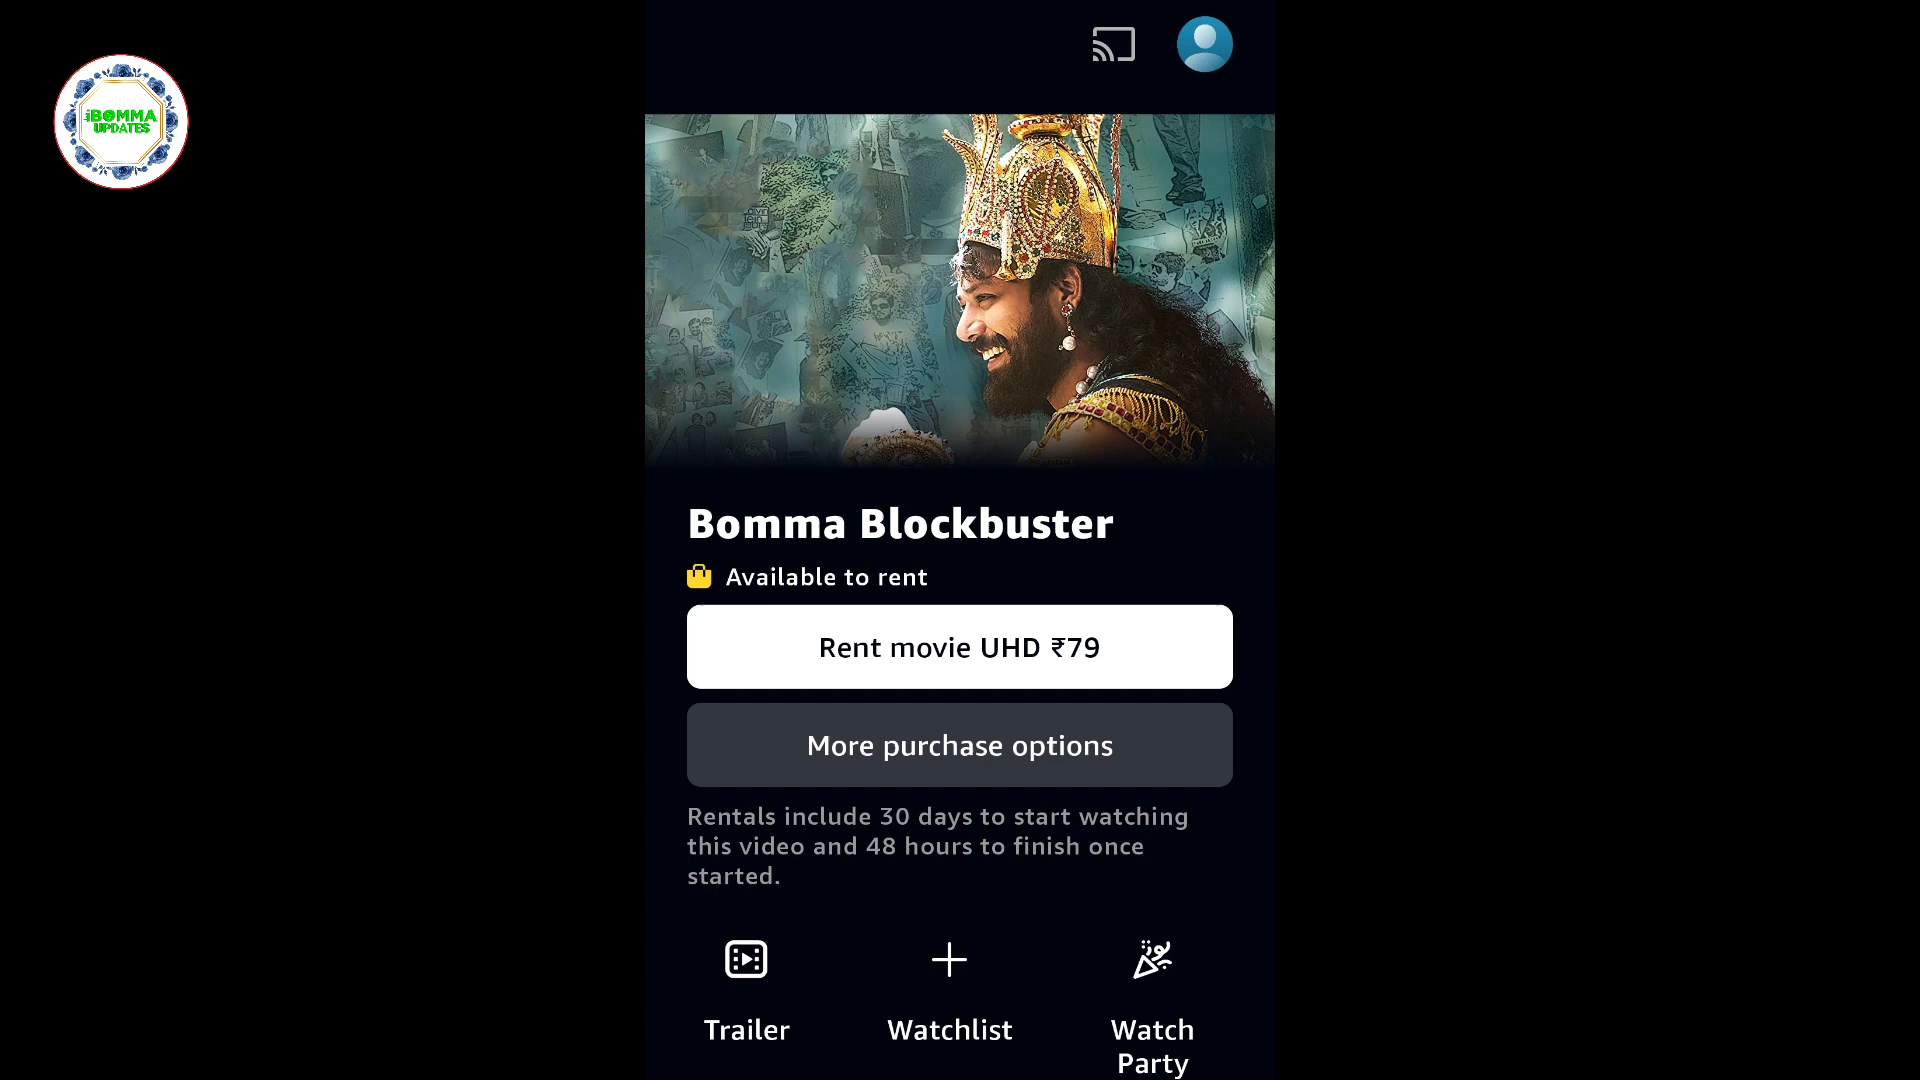 iBOMMA
UPDATES
Bomma Blockbuster
Available to rent
Rent movie UHD ₹79
More purchase options
Rentals include 30 days to start watching
this video and 48 hours to finish once
started.
Trailer
Watchlist
Watch
Party